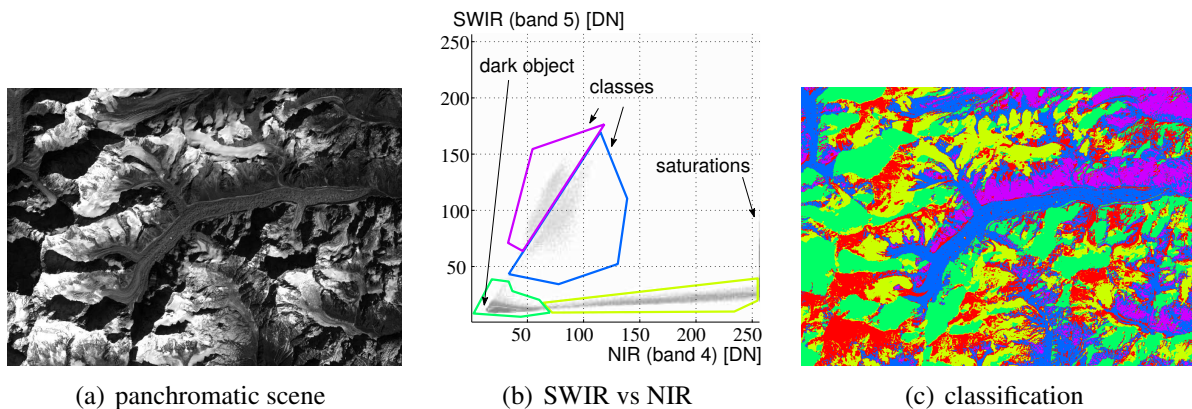 SWIR (band 5) [DN]
250
200
150
100
50
dark object
classes
saturations
50
100
150
200
250
NIR (band 4) [DN]
(a) panchromatic scene
(b) SWIR vs NIR
(c) classification